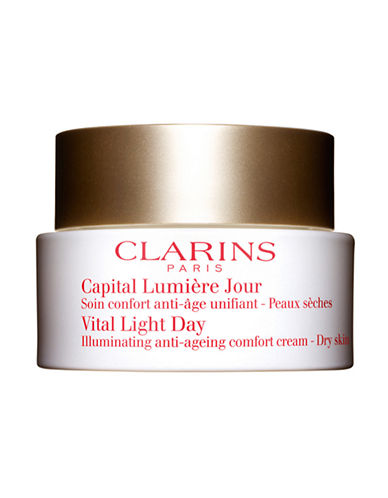 CLARINS
PARIS
Capital Lumière Jour
Soin confort anti-âge unifiant - Peaux sèches
Vital Light Day
Illuminating anti-ageing comfort cream - Dry skin